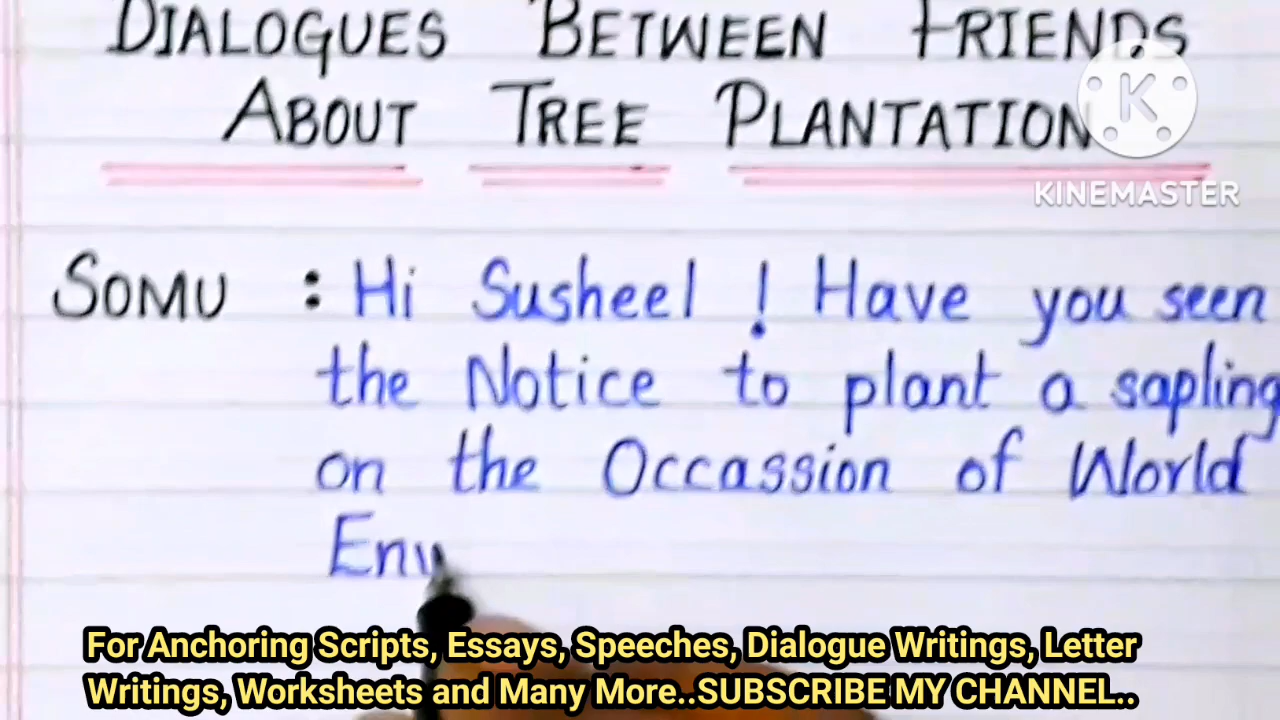 DIALOGUES BETWEEN FRIENDS
ABOUT TREE PLANTATION
KINEMASTER
SOMU : Hi Susheel ! Have you seen
the Notice to plant a sapling
on the Occassion of World
Env
For Anchoring Scripts, Essays, Speeches, Dialogue Writings, Letter
Writings, Worksheets and Many More..SUBSCRIBE MY CHANNEL..